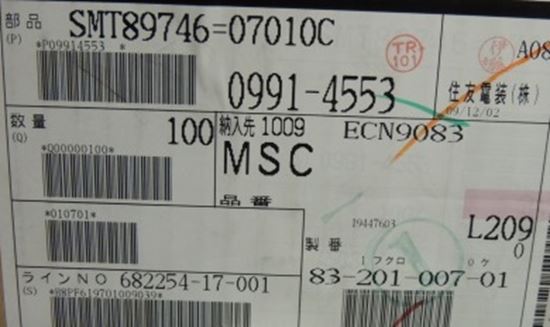 部品 SMT89746=07010C
(P) *P09914553*
TR
101
A08
0991-4553
住友電装(株)
09/12/02
数量 100
(Q) *Q00000100*
納入先 1009 ECN9083
MSC
品番
*010701*
19447603
L209
0
製番
1フクロ 0ケ
83-201-007-01
ラインNO 682254-17-001
(S) *88PF619701009039*